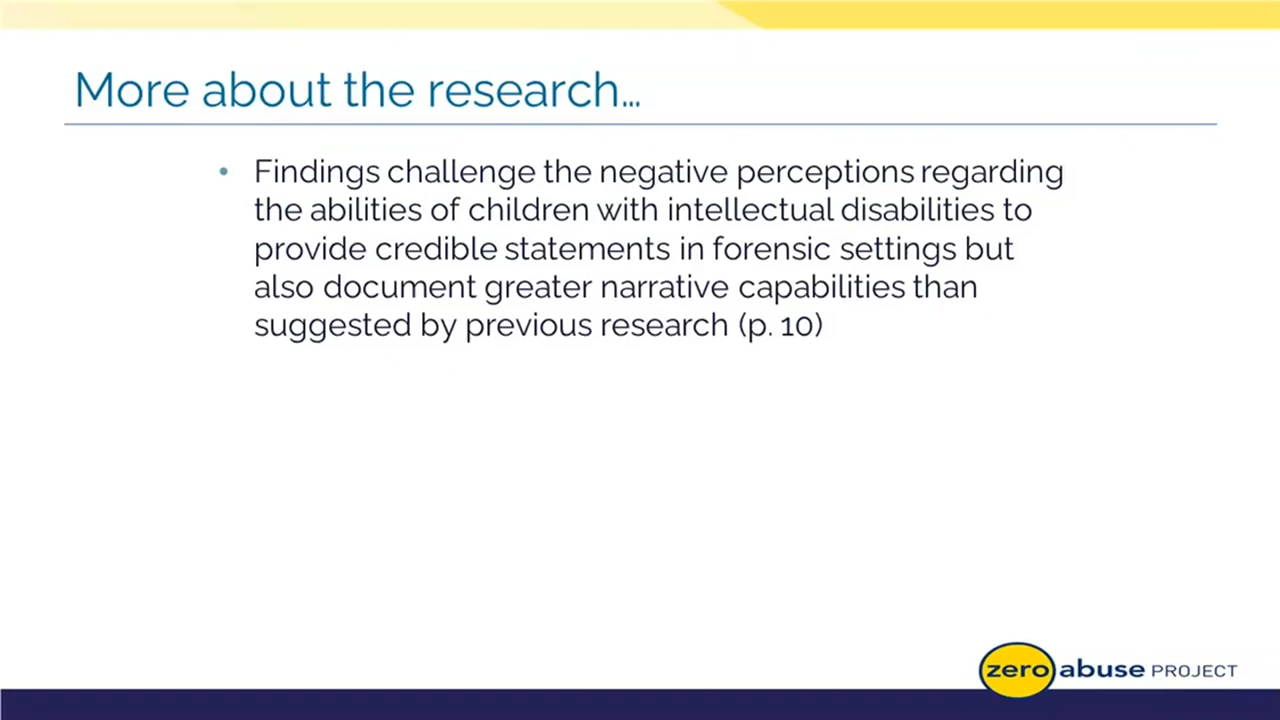 More about the research…
• Findings challenge the negative perceptions regarding
the abilities of children with intellectual disabilities to
provide credible statements in forensic settings but
also document greater narrative capabilities than
suggested by previous research (p. 10)
zero abuse PROJECT